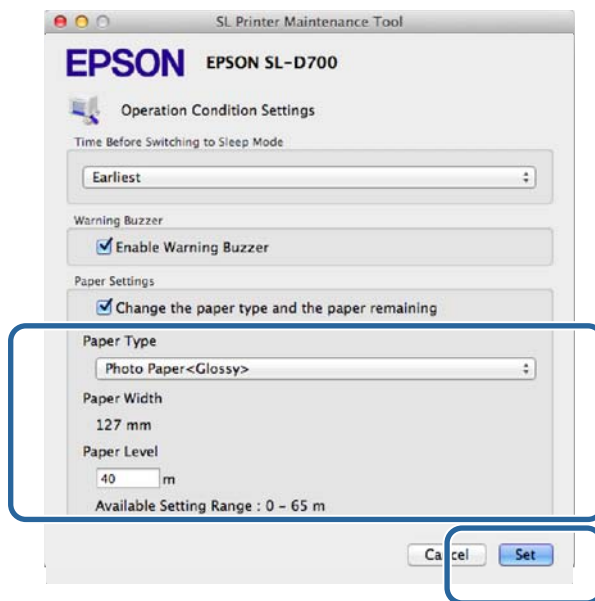 SL Printer Maintenance Tool
EPSON EPSON SL-D700
Operation Condition Settings
Time Before Switching to Sleep Mode
Earliest
Warning Buzzer
Enable Warning Buzzer
Paper Settings
Change the paper type and the paper remaining
Paper Type
Photo Paper<Glossy>
Paper Width
127 mm
Paper Level
40 m
Available Setting Range : 0 – 65 m
Cancel Set